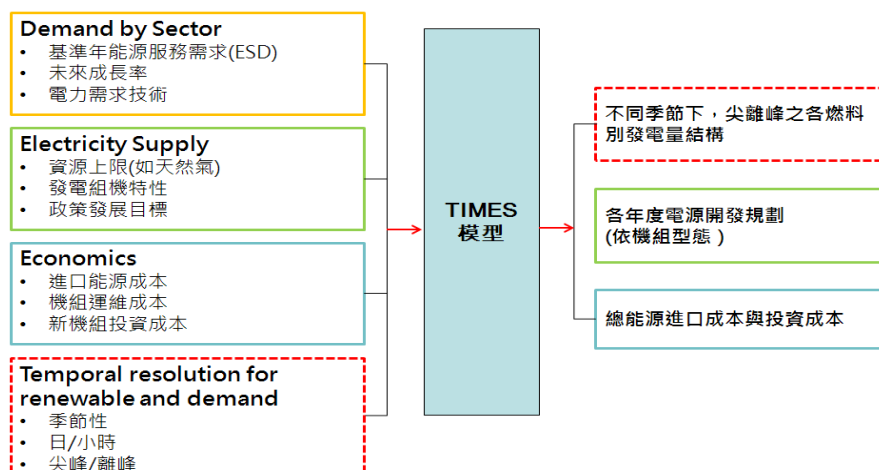 Demand by Sector
• 基準年能源服務需求(ESD)
• 未來成長率
• 電力需求技術
Electricity Supply
• 資源上限(如天然氣)
• 發電組機特性
• 政策發展目標
Economics
• 進口能源成本
• 機組運維成本
• 新機組投資成本
Temporal resolution for
renewable and demand
• 季節性
• 日/小時
• 尖峰/離峰
TIMES
模型
不同季節下，尖離峰之各燃料
別發電量結構
各年度電源開發規劃
(依機組型態 )
總能源進口成本與投資成本